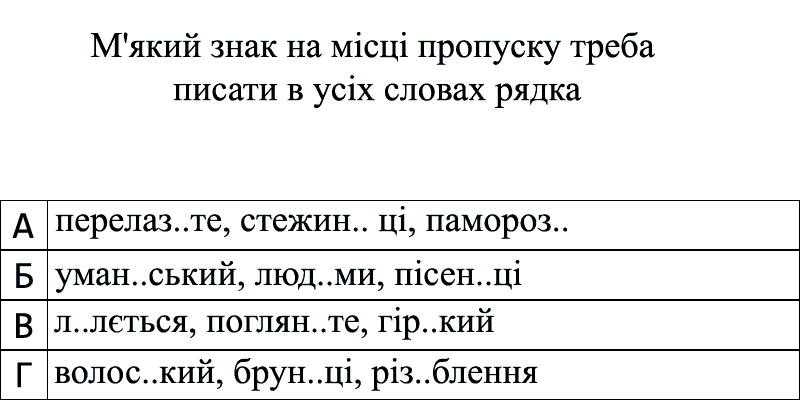 М'який знак на місці пропуску треба
писати в усіх словах рядка
А перелаз..те, стежин.. ці, памороз..
Б уман..ський, люд..ми, пісен..ці
В л..лється, поглян..те, гір..кий
Г волос..кий, брун..ці, різ..блення